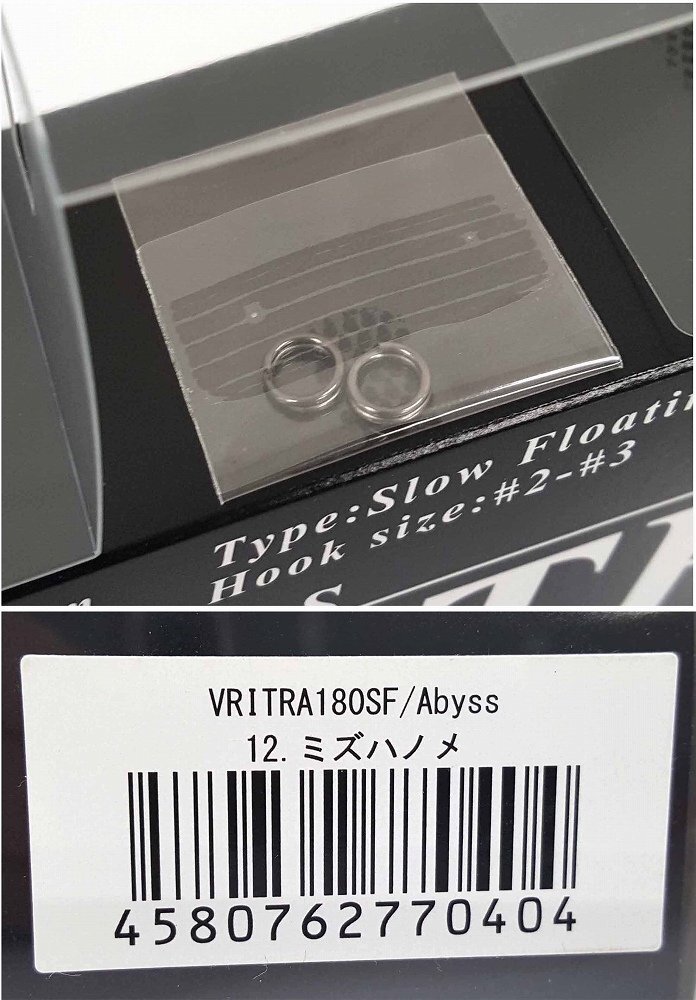 Type:Slow Floatin
Hook size:#2-#3
VRITRA180SF/Abyss
12.ミズハノメ
4580762770404